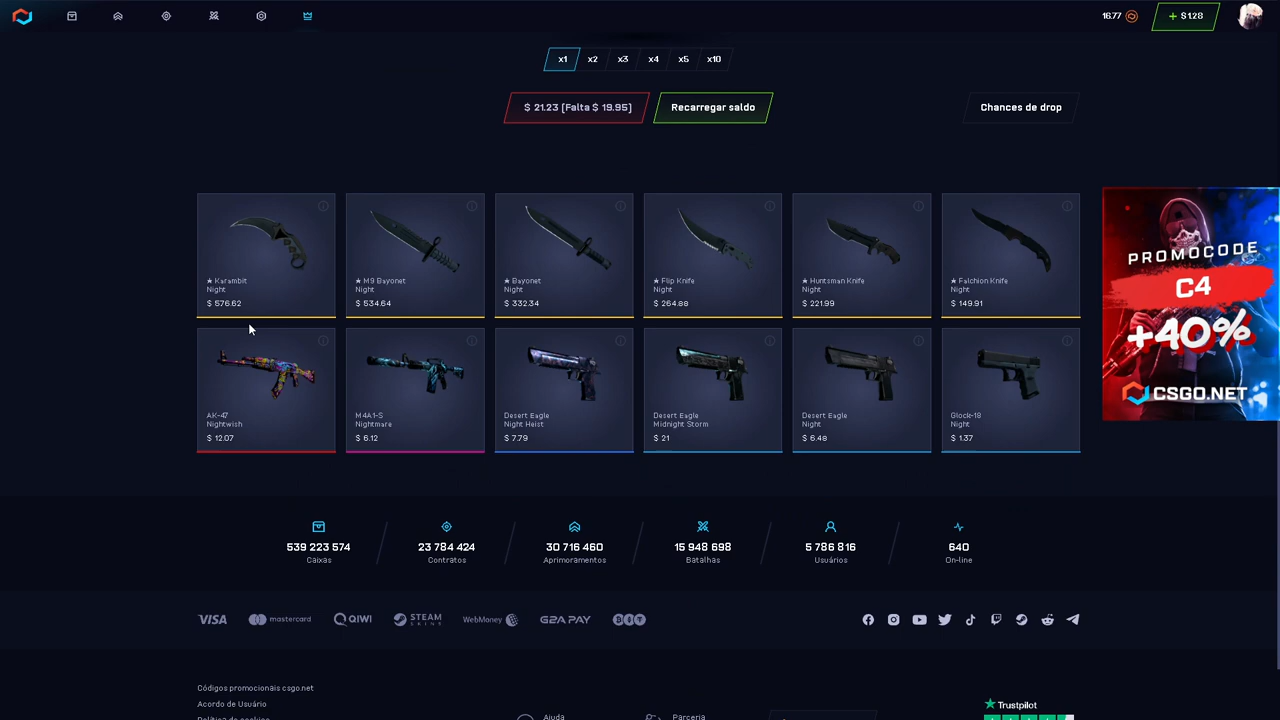 16.77
+ $ 1.28
x1 x2 x3 x4 x5 x10
$ 21.23 (Falta $ 19.95)
Recarregar saldo
Chances de drop
★ Karambit
Night
$ 576.62
★ M9 Bayonet
Night
$ 534.64
★ Bayonet
Night
$ 332.34
★ Flip Knife
Night
$ 264.88
★ Huntsman Knife
Night
$ 221.99
★ Falchion Knife
Night
$ 149.91
PROMOCODE
C4
+40%
CSGO.NET
AK-47
Nightwish
$ 12.07
M4A1-S
Nightmare
$ 6.12
Desert Eagle
Night Heist
$ 7.79
Desert Eagle
Midnight Storm
$ 21
Desert Eagle
Night
$ 6.48
Glock-18
Night
$ 1.37
539 223 574
Caixas
23 784 424
Contratos
30 716 460
Aprimoramentos
15 948 698
Batalhas
5 786 816
Usuários
640
On-line
VISA
mastercard
QIWI
STEAM
SKINS
WebMoney
G2A PAY
Códigos promocionais csgo.net
Acordo de Usuário
Política de cookies
Ajuda
Parceria
Trustpilot